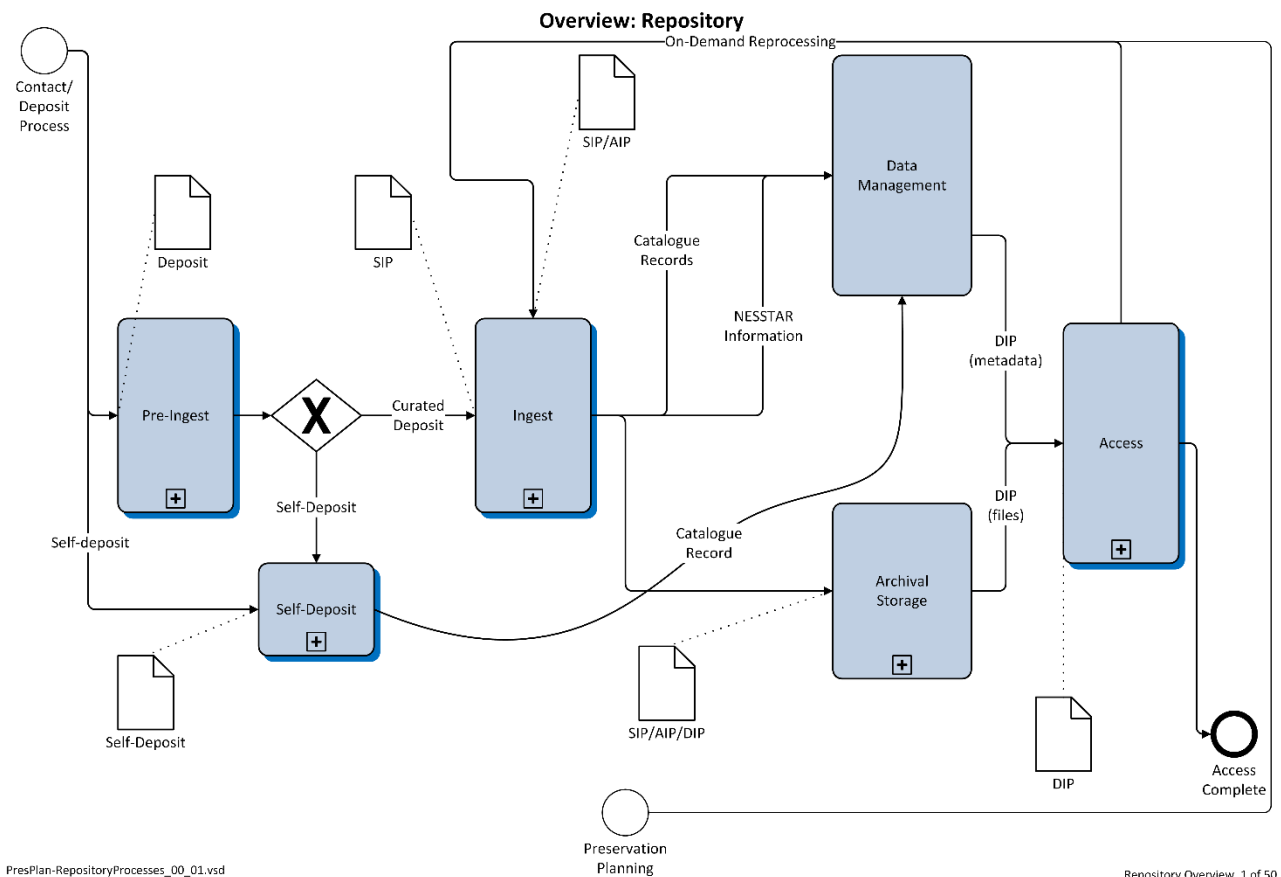 Overview: Repository
On-Demand Reprocessing
Contact/
Deposit
Process
SIP/AIP
Data
Management
Deposit
SIP
Catalogue
Records
NESSTAR
Information
DIP
(metadata)
Pre-Ingest
X
Curated
Deposit
Ingest
Access
Self-Deposit
DIP
(files)
Self-deposit
Catalogue
Record
Archival
Storage
Self-Deposit
Self-Deposit
SIP/AIP/DIP
DIP
Access
Complete
Preservation
Planning
PresPlan-RepositoryProcesses_00_01.vsd
Repository Overview 1 of 50